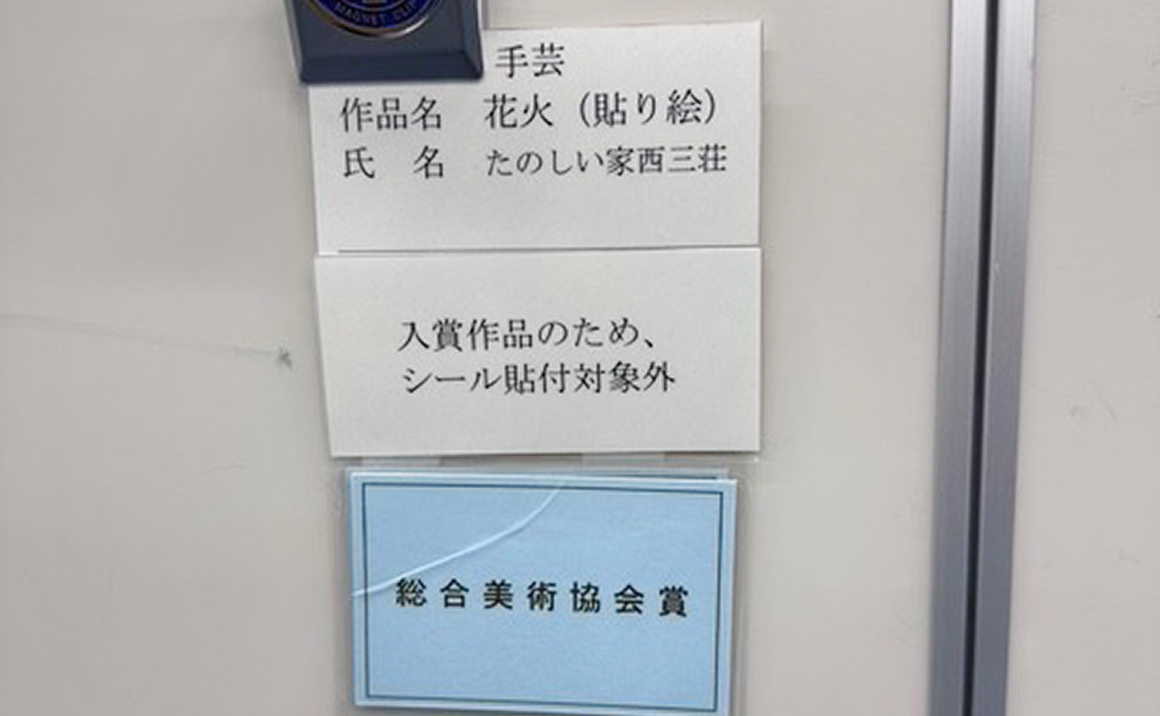 MAGNET CLIP
手芸
作品名 花火（貼り絵）
氏 名 たのしい家西三荘
入賞作品のため、
シール貼付対象外
総合美術協会賞